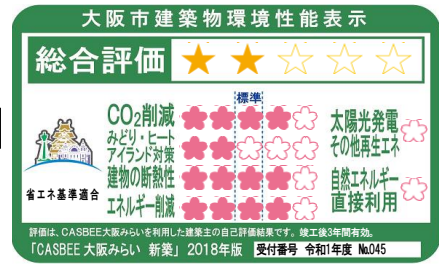 大阪市建築物環境性能表示
総合評価
標準
CO₂削減
みどり・ヒート
アイランド対策
建物の断熱性
エネルギー削減
太陽光発電
その他再生エネ
自然エネルギー
直接利用
省エネ基準適合
評価は、CASBEE大阪みらいを利用した建築主の自己評価結果です。竣工後3年間有効。
「CASBEE大阪みらい 新築」2018年版 受付番号 令和1年度 №045